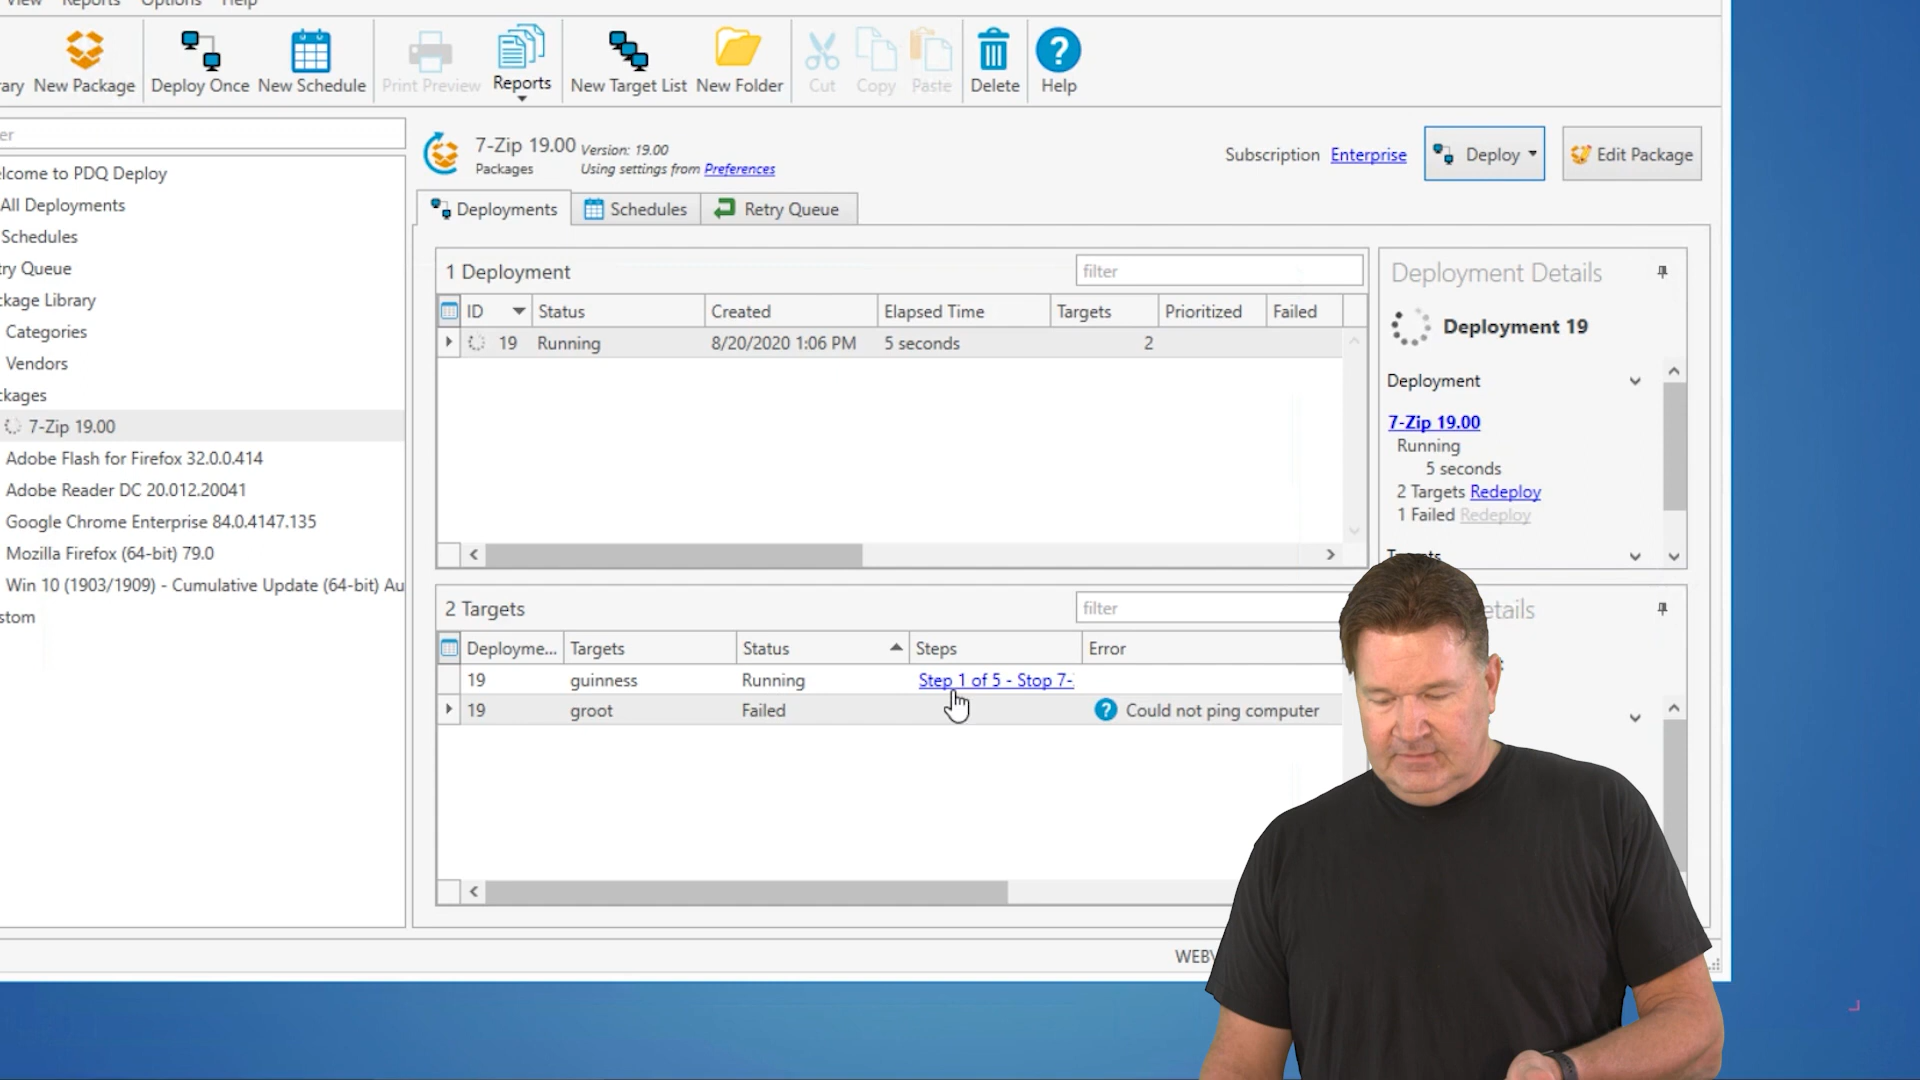 View Reports Options Help
New Package Deploy Once New Schedule Print Preview Reports New Target List New Folder Cut Copy Paste Delete Help
7-Zip 19.00 Version: 19.00
Packages Using settings from Preferences
Subscription Enterprise Deploy Edit Package
lcome to PDQ Deploy
All Deployments
Schedules
ry Queue
ckage Library
Categories
Vendors
ckages
7-Zip 19.00
Adobe Flash for Firefox 32.0.0.414
Adobe Reader DC 20.012.20041
Google Chrome Enterprise 84.0.4147.135
Mozilla Firefox (64-bit) 79.0
Win 10 (1903/1909) - Cumulative Update (64-bit) Au
stom
Deployments Schedules Retry Queue
1 Deployment filter
ID Status Created Elapsed Time Targets Prioritized Failed
19 Running 8/20/2020 1:06 PM 5 seconds 2
Deployment Details
Deployment 19
Deployment
7-Zip 19.00
Running
5 seconds
2 Targets Redeploy
1 Failed Redeploy
Targets
2 Targets filter
etails
Deployme... Targets Status Steps Error
19 guinness Running Step 1 of 5 - Stop 7-
19 groot Failed ? Could not ping computer
WEBV